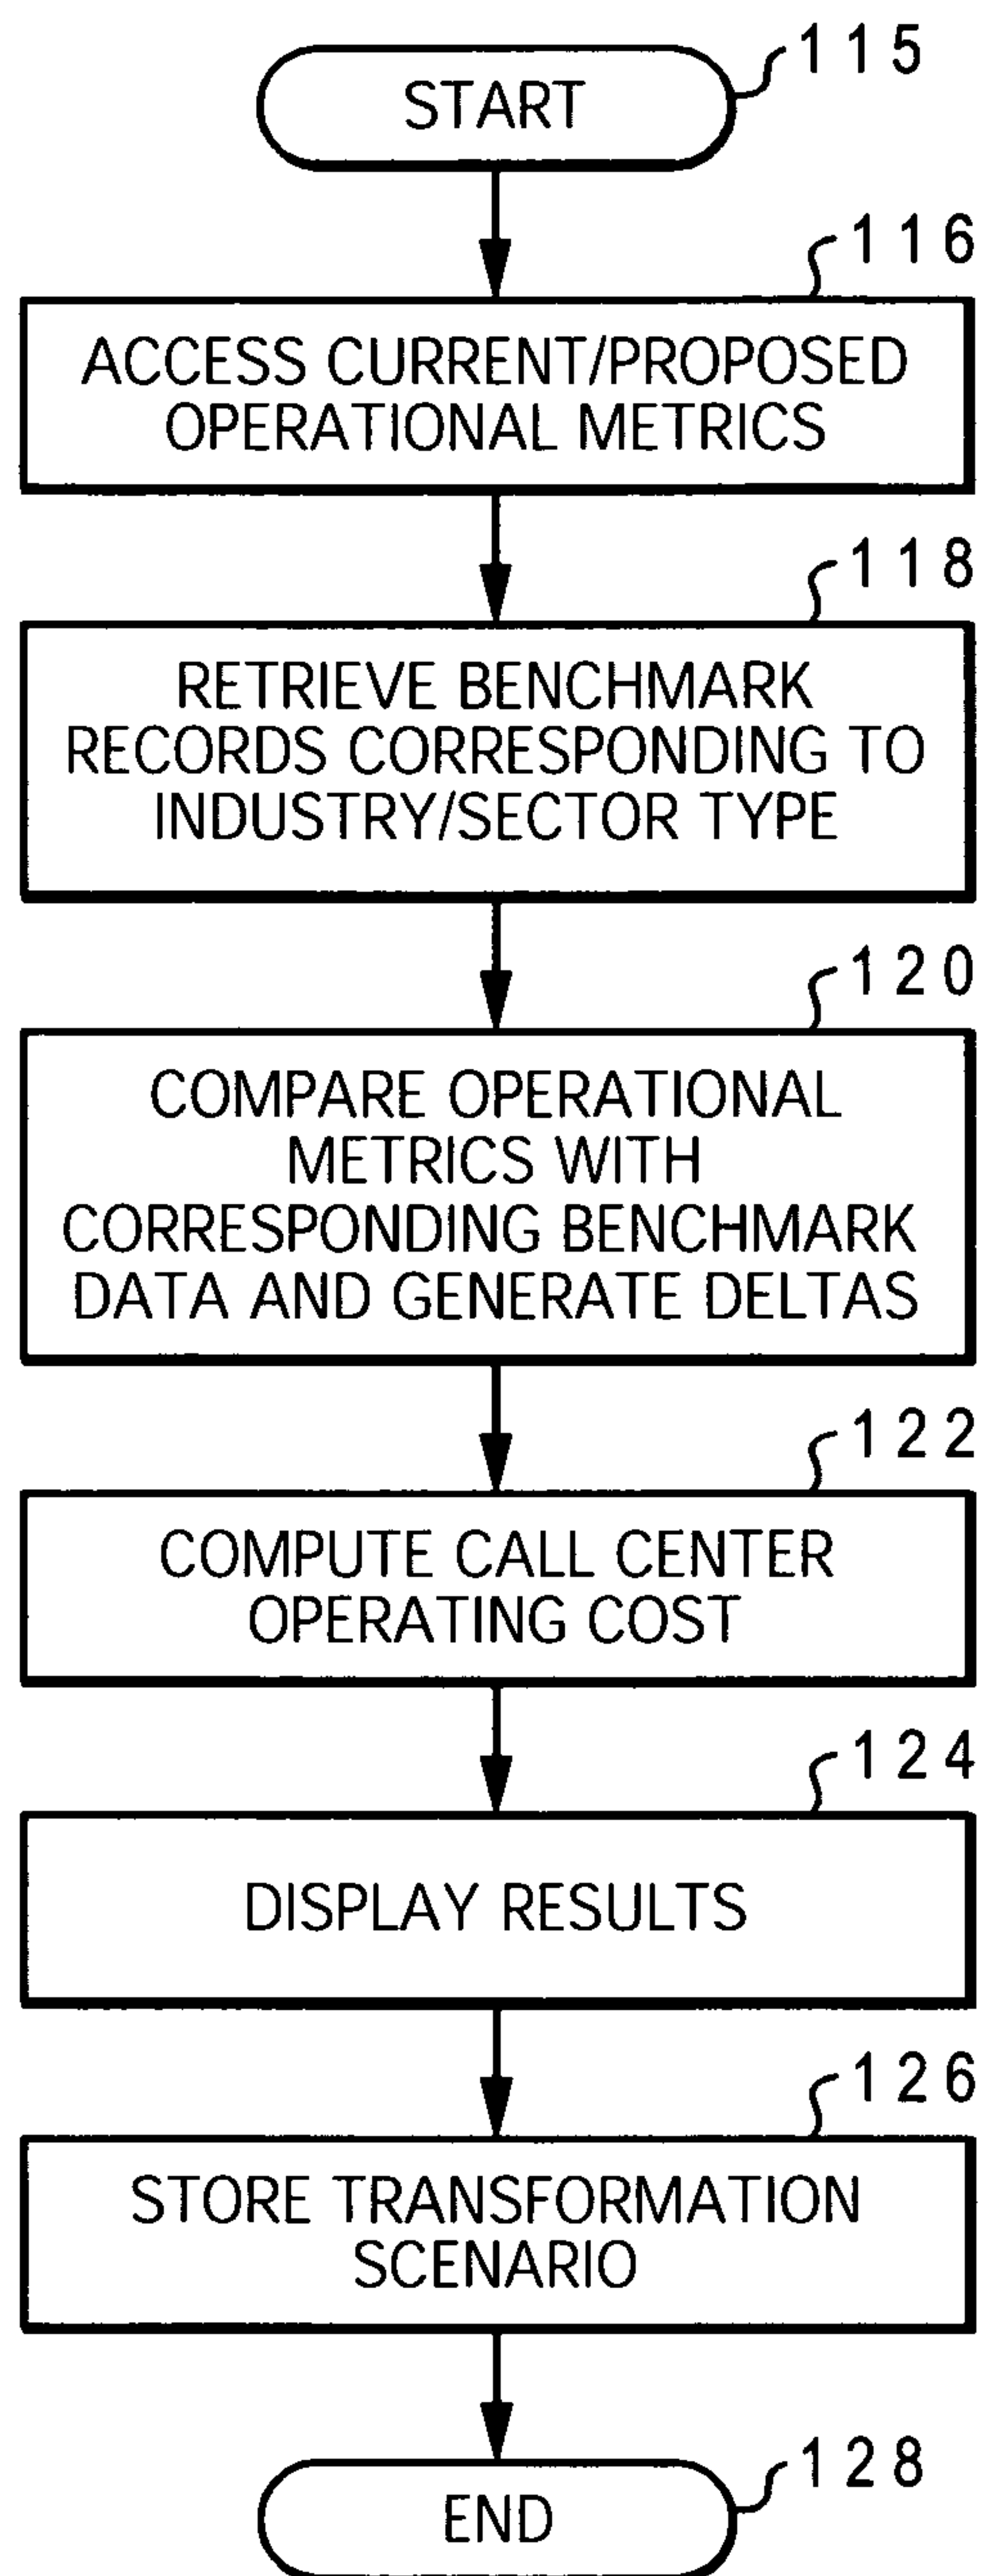 115
START
116
ACCESS CURRENT/PROPOSED
OPERATIONAL METRICS
118
RETRIEVE BENCHMARK
RECORDS CORRESPONDING TO
INDUSTRY/SECTOR TYPE
120
COMPARE OPERATIONAL
METRICS WITH
CORRESPONDING BENCHMARK
DATA AND GENERATE DELTAS
122
COMPUTE CALL CENTER
OPERATING COST
124
DISPLAY RESULTS
126
STORE TRANSFORMATION
SCENARIO
128
END